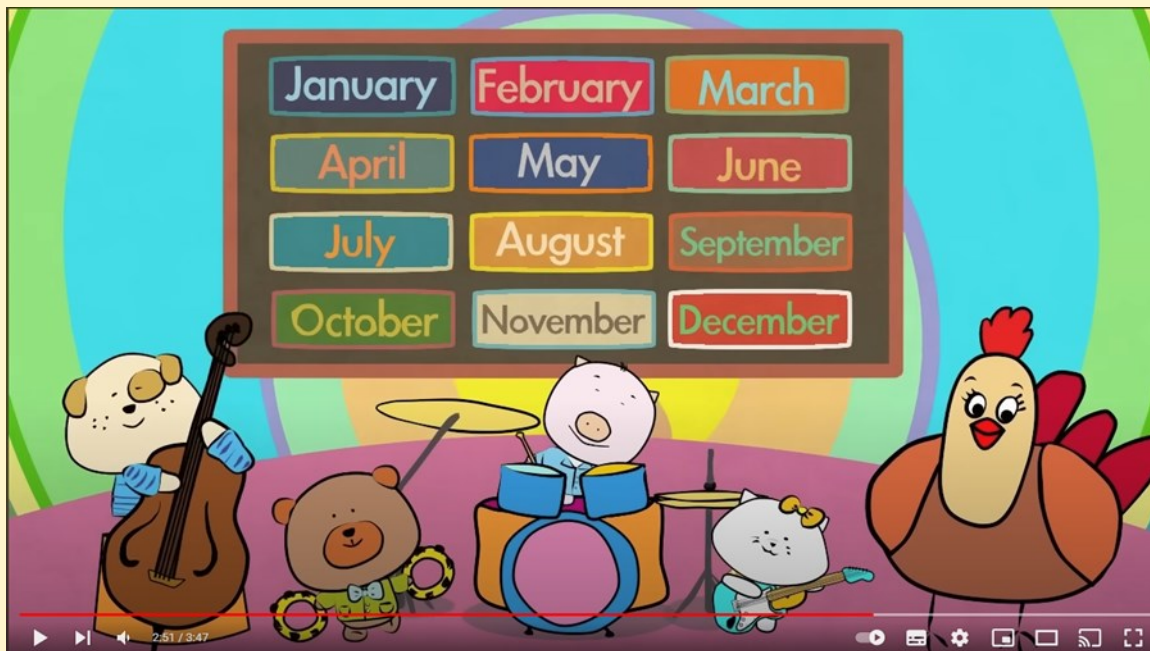 January February March
April May June
July August September
October November December
2:51 / 3:47